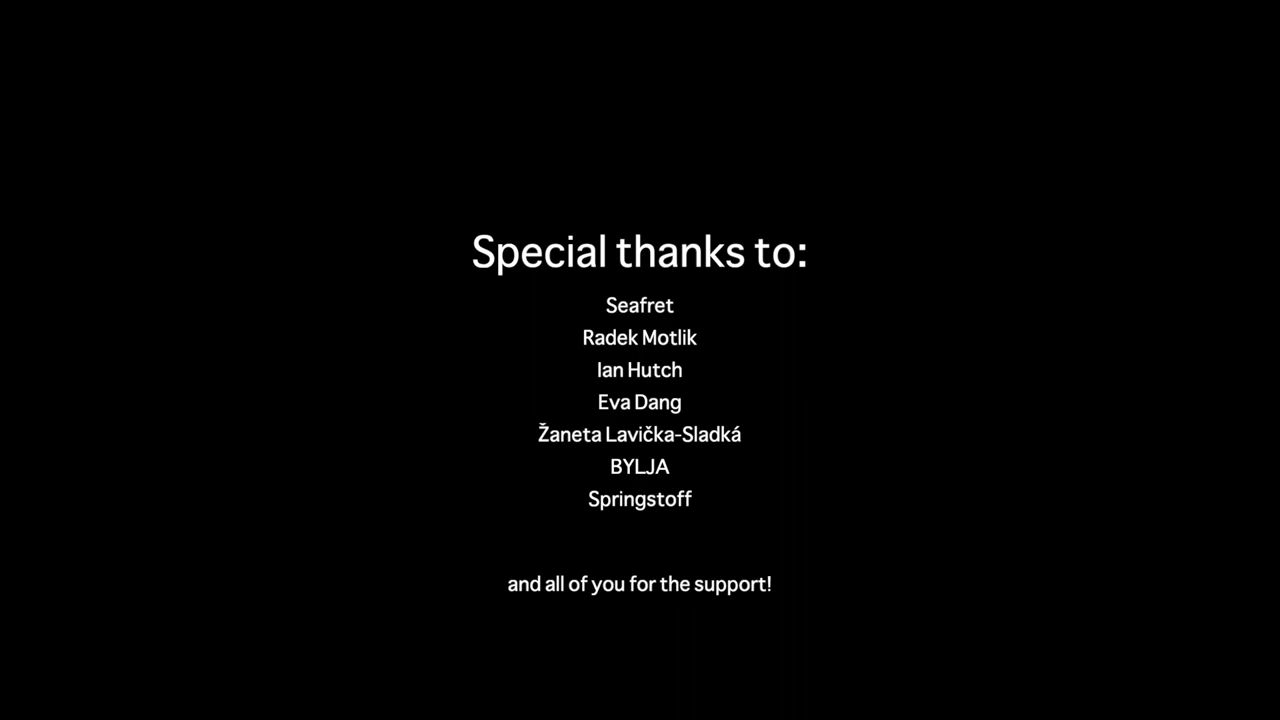 Special thanks to:
Seafret
Radek Motlik
Ian Hutch
Eva Dang
Žaneta Lavička-Sladká
BYLJA
Springstoff
and all of you for the support!